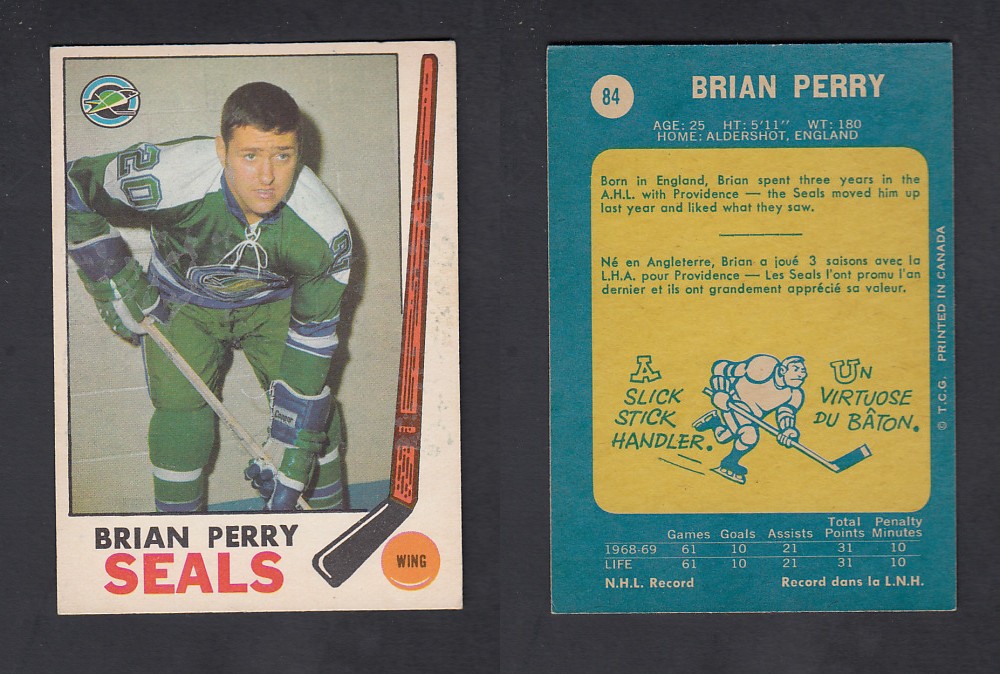 20
20
Cooper
BRIAN PERRY
SEALS
WING
84
BRIAN PERRY
AGE: 25 HT: 5'11" WT: 180
HOME: ALDERSHOT, ENGLAND
Born in England, Brian spent three years in the
A.H.L. with Providence — the Seals moved him up
last year and liked what they saw.
Né en Angleterre, Brian a joué 3 saisons avec la
L.H.A. pour Providence — Les Seals l'ont promu l'an
dernier et ils ont grandement apprécié sa valeur.
A
SLICK
STICK
HANDLER.
UN
VIRTUOSE
DU BÂTON.
Games Goals Assists Total Points Penalty Minutes
1968-69 61 10 21 31 10
LIFE 61 10 21 31 10
N.H.L. Record Record dans la L.N.H.
© T.C.G. PRINTED IN CANADA